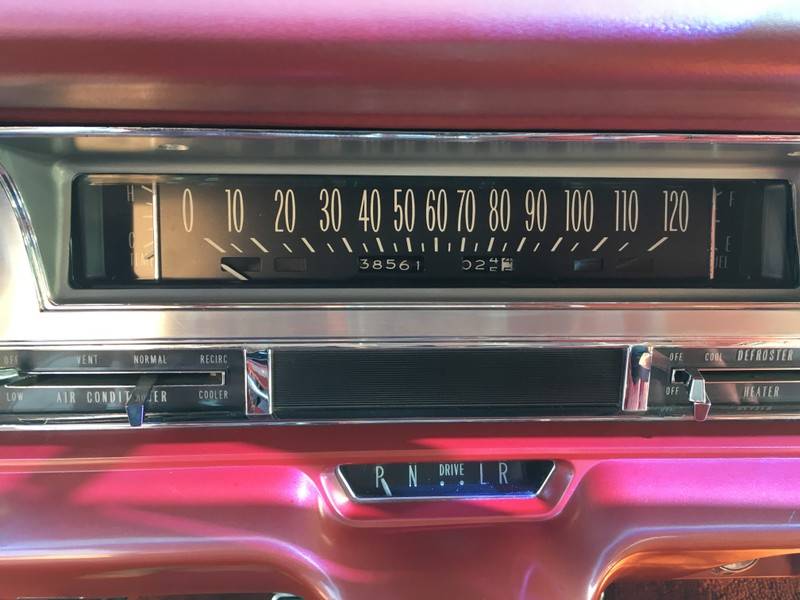 H 0 10 20 30 40 50 60 70 80 90 100 110 120 F
C E
38561 024
OFF VENT NORMAL RECIRC
LOW AIR CONDITIONER COOLER
OFF COOL DEFROSTER
OFF HEATER
P N DRIVE L R